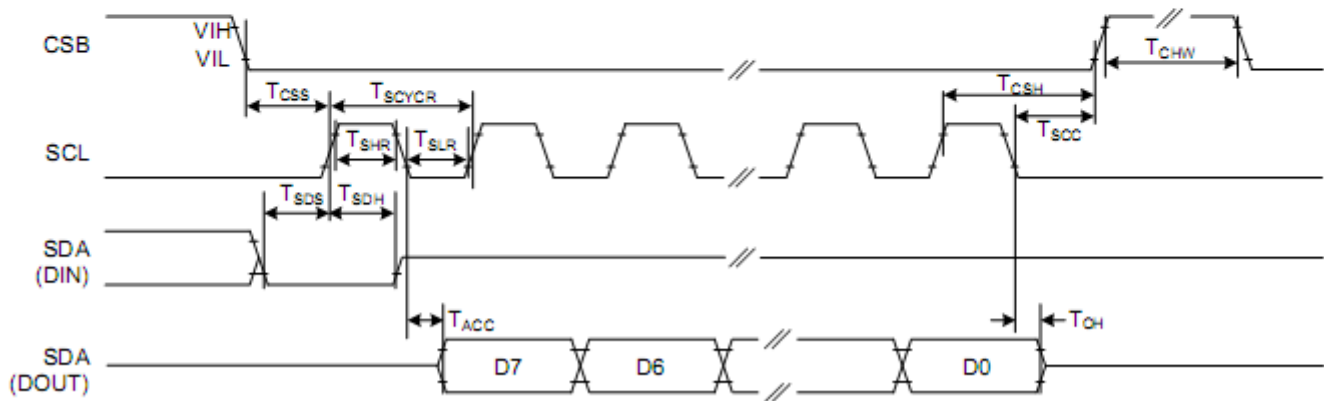 CSB
VIH
VIL
TCHW
TCSS
TSCYCR
TCSH
SCL
TSHR
TSLR
TSCC
TSDS
TSDH
SDA
(DIN)
TACC
TOH
SDA
(DOUT)
D7
D6
D0